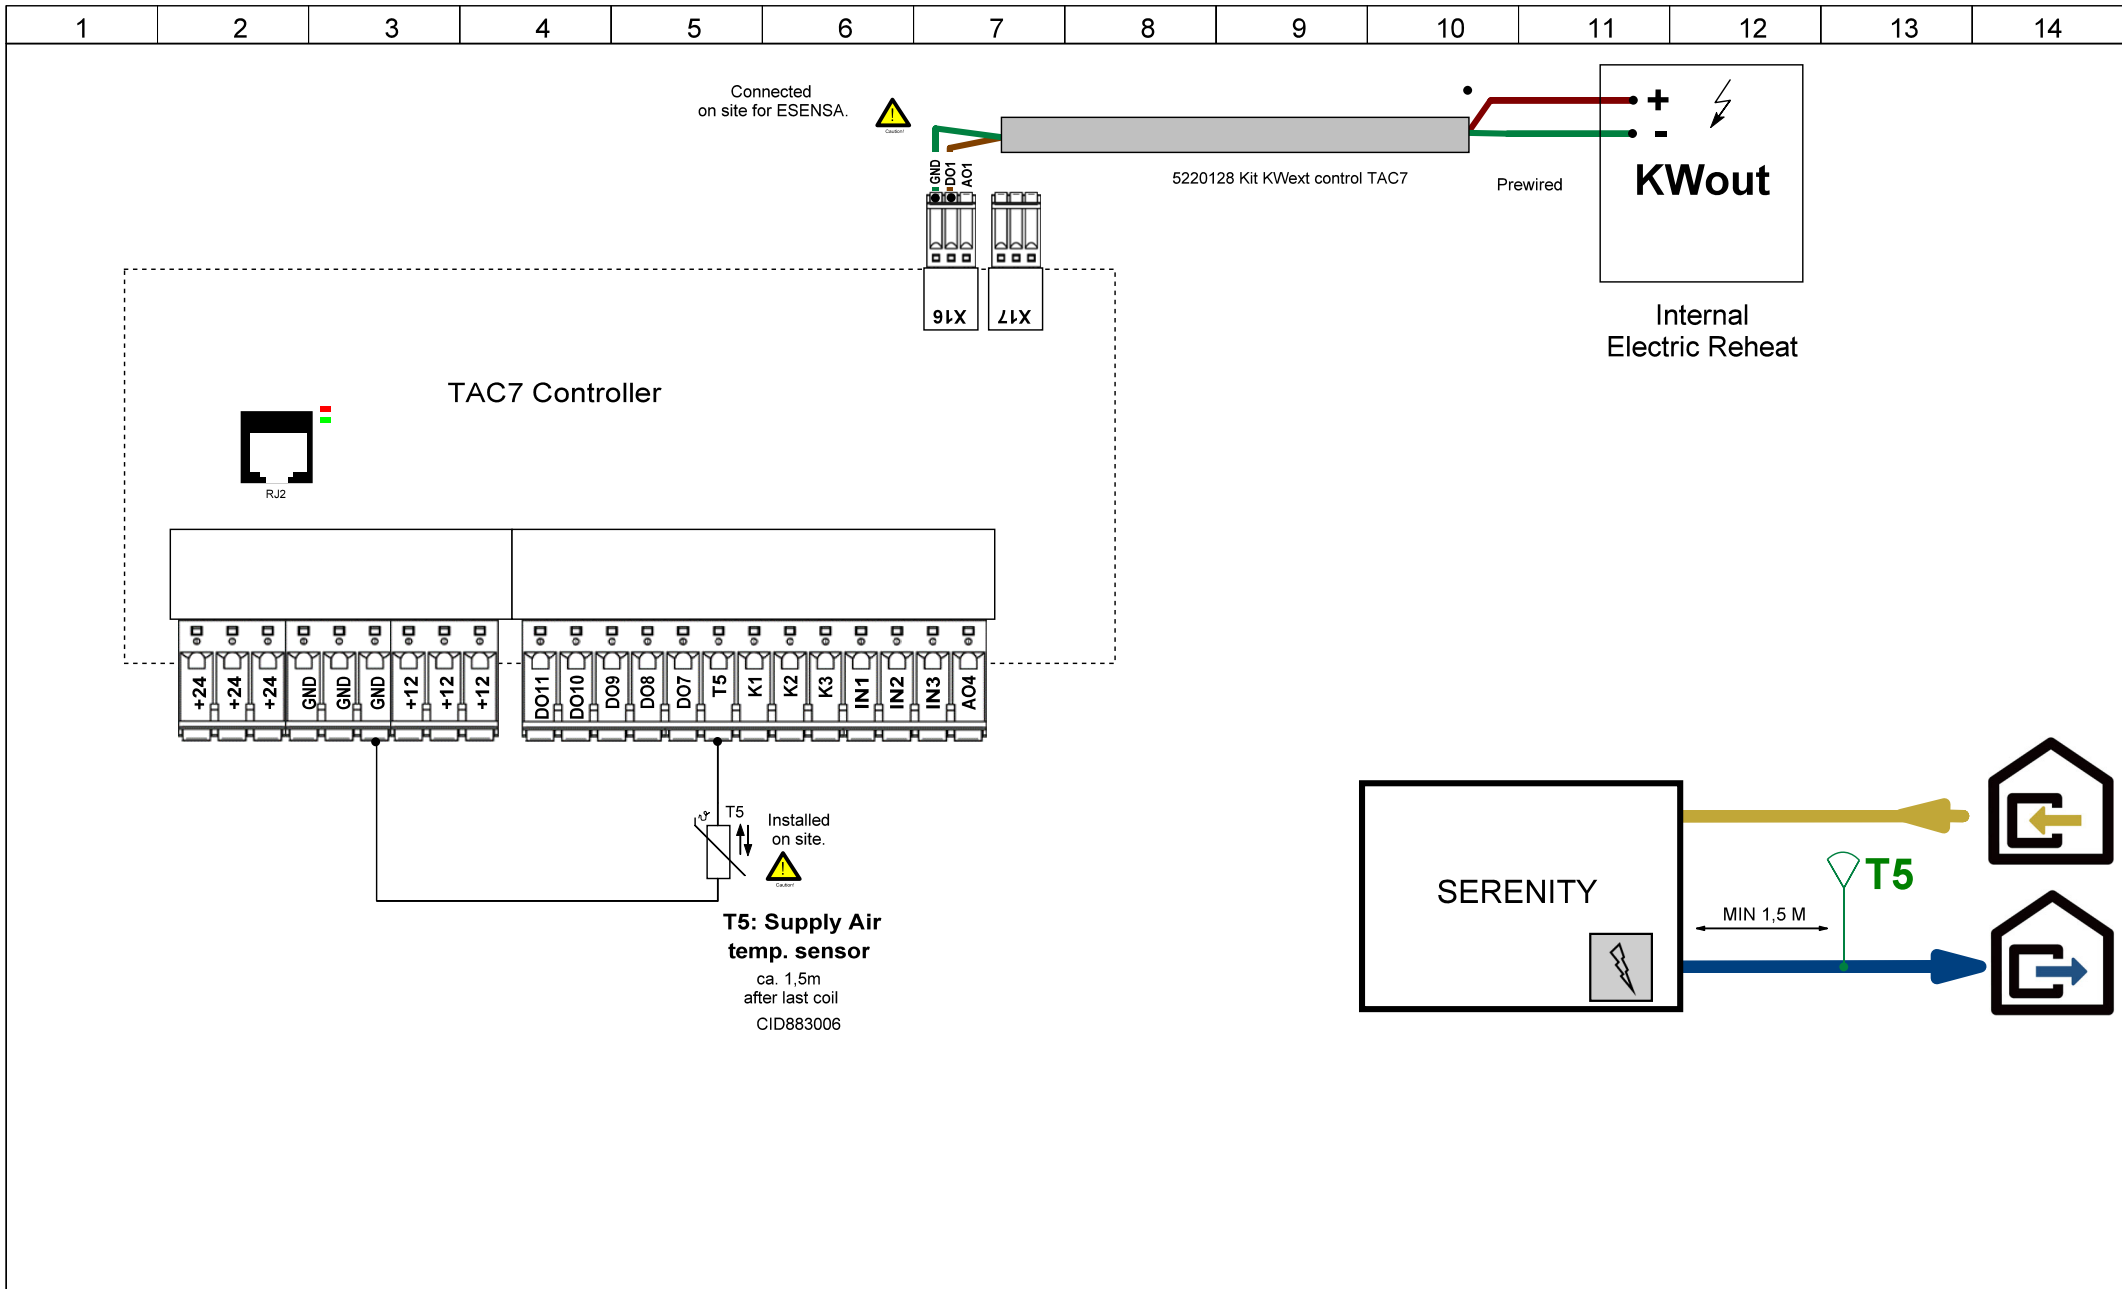 1 2 3 4 5 6 7 8 9 10 11 12 13 14
Connected
on site for ESENSA.
Caution!
GND
DO1
AO1
5220128 Kit KWext control TAC7
Prewired
+
-
KWout
Internal
Electric Reheat
X16
X17
TAC7 Controller
RJ2
+24 +24 +24 GND GND GND +12 +12 +12
DO11 DO10 DO9 DO8 DO7 T5 K1 K2 K3 IN1 IN2 IN3 AO4
T5
Installed
on site.
Caution!
T5: Supply Air
temp. sensor
ca. 1,5m
after last coil
CID883006
SERENITY
MIN 1,5 M
T5